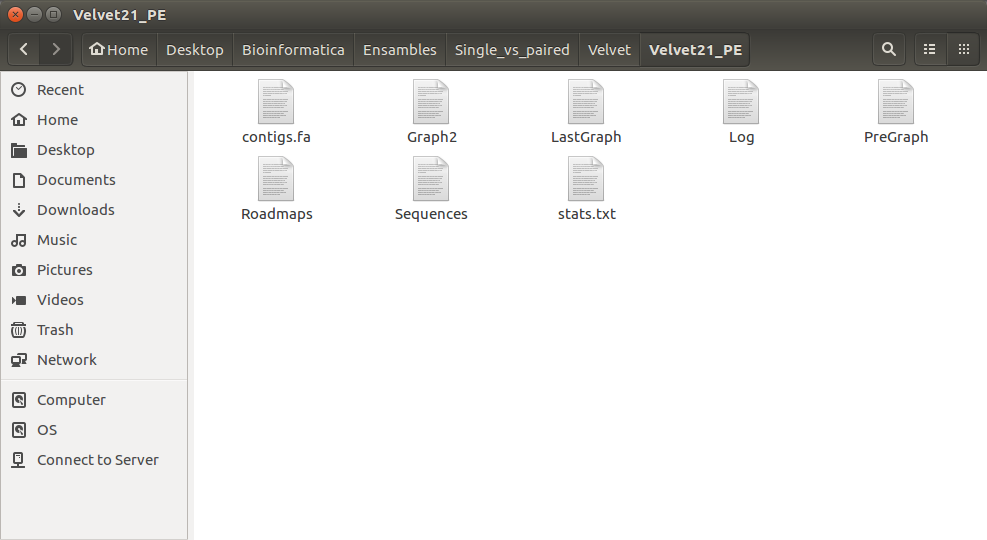 Velvet21_PE
Home Desktop Bioinformatica Ensambles Single_vs_paired Velvet Velvet21_PE
Recent
Home
Desktop
Documents
Downloads
Music
Pictures
Videos
Trash
Network
Computer
OS
Connect to Server
contigs.fa Graph2 LastGraph Log PreGraph
Roadmaps Sequences stats.txt